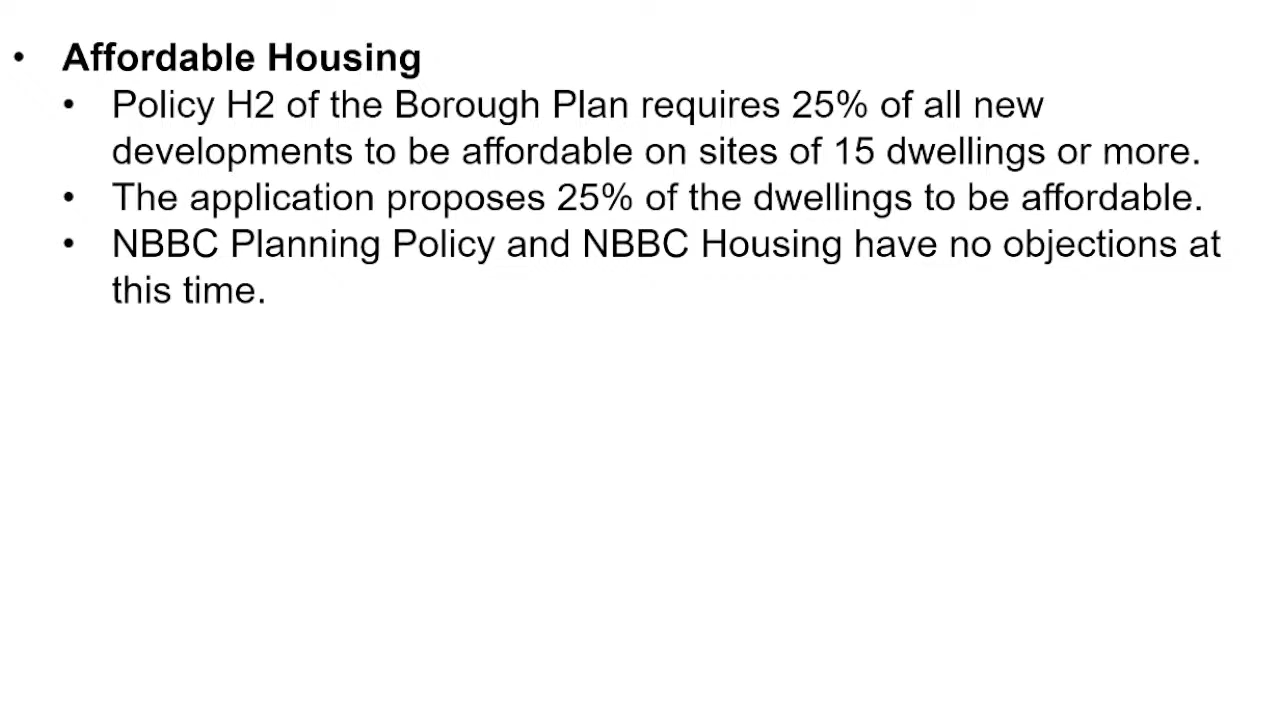 • Affordable Housing
• Policy H2 of the Borough Plan requires 25% of all new
developments to be affordable on sites of 15 dwellings or more.
• The application proposes 25% of the dwellings to be affordable.
• NBBC Planning Policy and NBBC Housing have no objections at
this time.